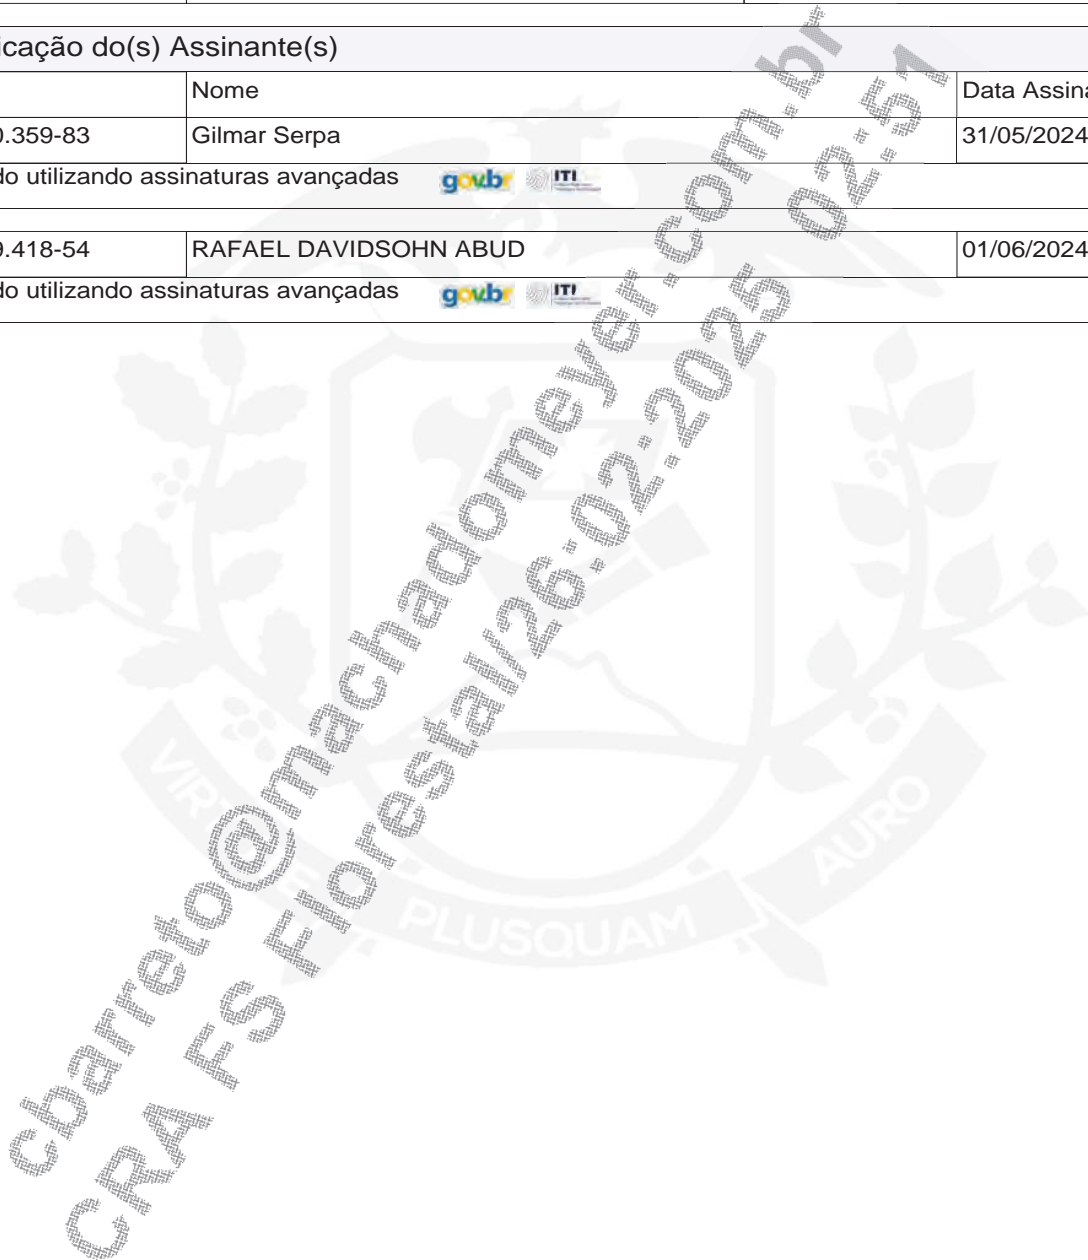 icação do(s) Assinante(s)
Nome
Data Assina
0.359-83
Gilmar Serpa
31/05/2024
do utilizando assinaturas avançadas gov.br ITI
9.418-54
RAFAEL DAVIDSOHN ABUD
01/06/2024
do utilizando assinaturas avançadas gov.br ITI
cbarreto@machadomeyer.com.br
CRA FS Florestal/26-02-2025 02:51
PLUSQUAM
AURO